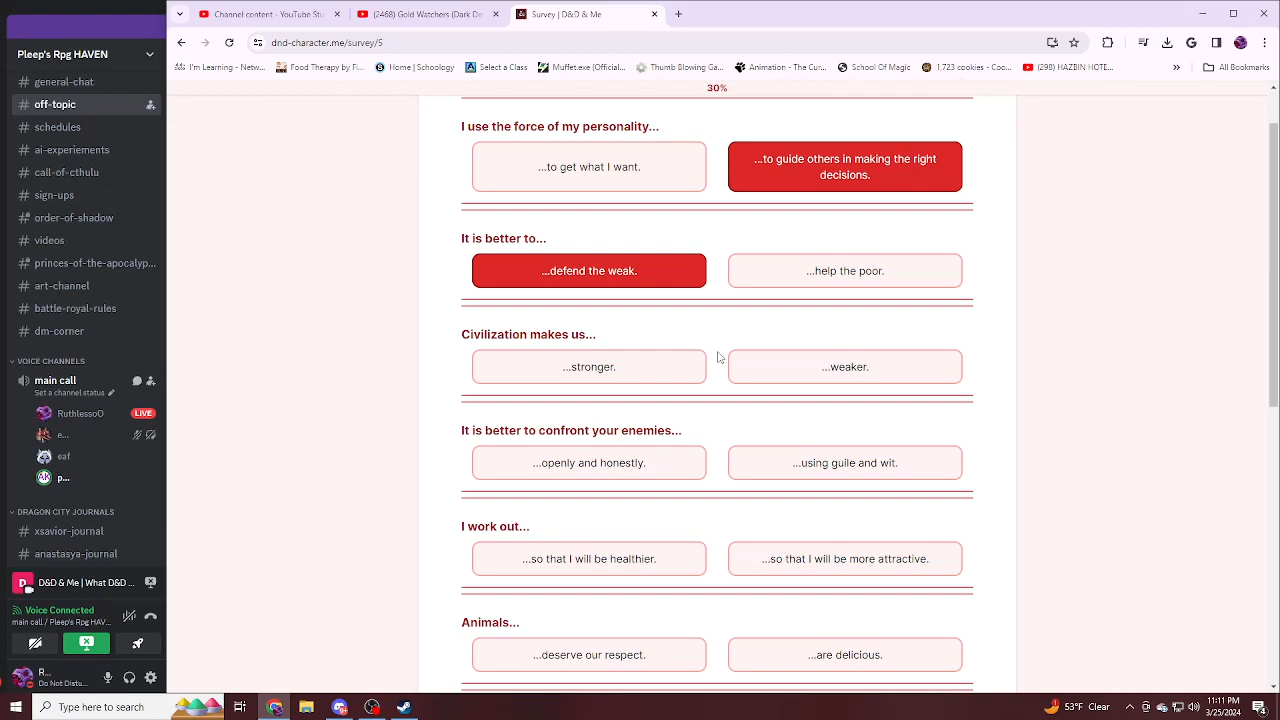 Channel content - YouTube Stu
(2468) Gold Watchers (Dark De
Survey | D&D & Me
dnd-character.me/survey/5
I'm Learning - Netw...
Food Therapy by Fi...
Home | Schoology
Select a Class
Muffet.exe (Official...
Thumb Blowing Ga...
Animation - The Cur...
School Of Magic
1,723 cookies - Coo...
(298) HAZBIN HOTE...
»
All Bookmarks
Pleep's Rpg HAVEN
# general-chat
# off-topic
# schedules
# ai-experiments
# call-of-cthulu
# sign-ups
# order-of-shadow
# videos
# princes-of-the-apocalyp...
# art-channel
# battle-royal-rules
# dm-corner
VOICE CHANNELS
main call
Set a channel status
RuthlessoO
LIVE
e...
eaf
AK
p...
DRAGON CITY JOURNALS
# xsavior-journal
# anastasya-journal
D
D&D & Me | What D&D ...
Voice Connected
main call / Pleep's Rpg HAV...
R...
Do Not Distu...
30%
I use the force of my personality...
...to get what I want.
...to guide others in making the right
decisions.
It is better to...
...defend the weak.
...help the poor.
Civilization makes us...
...stronger.
...weaker.
It is better to confront your enemies...
...openly and honestly.
...using guile and wit.
I work out...
...so that I will be healthier.
...so that I will be more attractive.
Animals...
...deserve our respect.
...are delicious.
Type here to search
53°F Clear
11:11 PM
3/25/2024